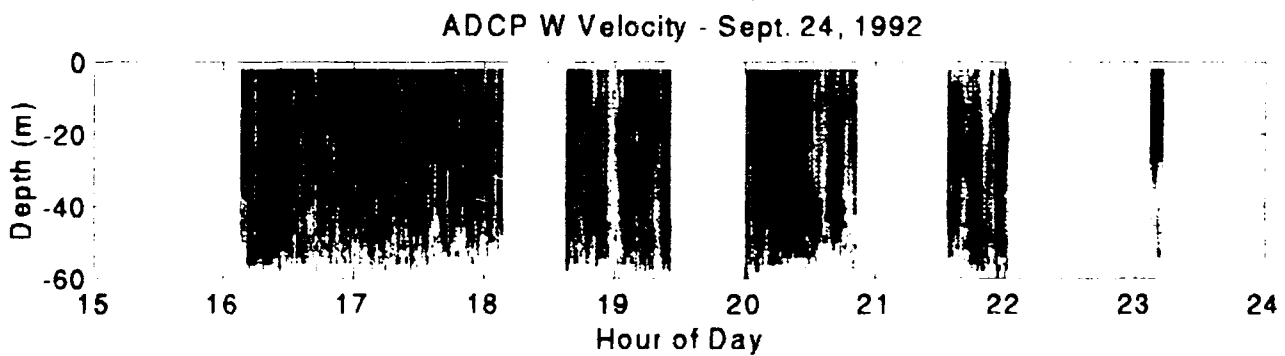 ADCP W Velocity - Sept. 24, 1992
0
-20
-40
-60
Depth (m)
15 16 17 18 19 20 21 22 23 24
Hour of Day